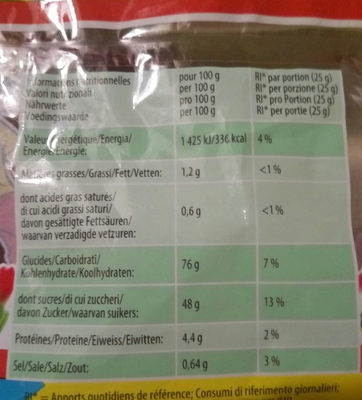 Informations nutritionnelles pour 100 g RI* par portion (25 g)
Valori nutrizionali per 100 g RI* per porzione (25 g)
Nährwerte pro 100 g RI* pro Portion (25 g)
Voedingswaarde per 100 g RI* per portie (25 g)
Valeur énergétique/Energia/ 1 425 kJ/336 kcal 4 %
Energie/Energie:
Matières grasses/Grassi/Fett/Vetten: 1,2 g <1 %
dont acides gras saturés/
di cui acidi grassi saturi/
davon gesättigte Fettsäuren/ 0,6 g <1 %
waarvan verzadigde vetzuren:
Glucides/Carboidrati/ 76 g 7 %
Kohlenhydrate/Koolhydraten:
dont sucres/di cui zuccheri/ 48 g 13 %
davon Zucker/waarvan suikers:
Protéines/Proteine/Eiweiss/Eiwitten: 4,4 g 2 %
Sel/Sale/Salz/Zout: 0,64 g 3 %
RI* = Apports quotidiens de référence; Consumi di riferimento giornalieri;